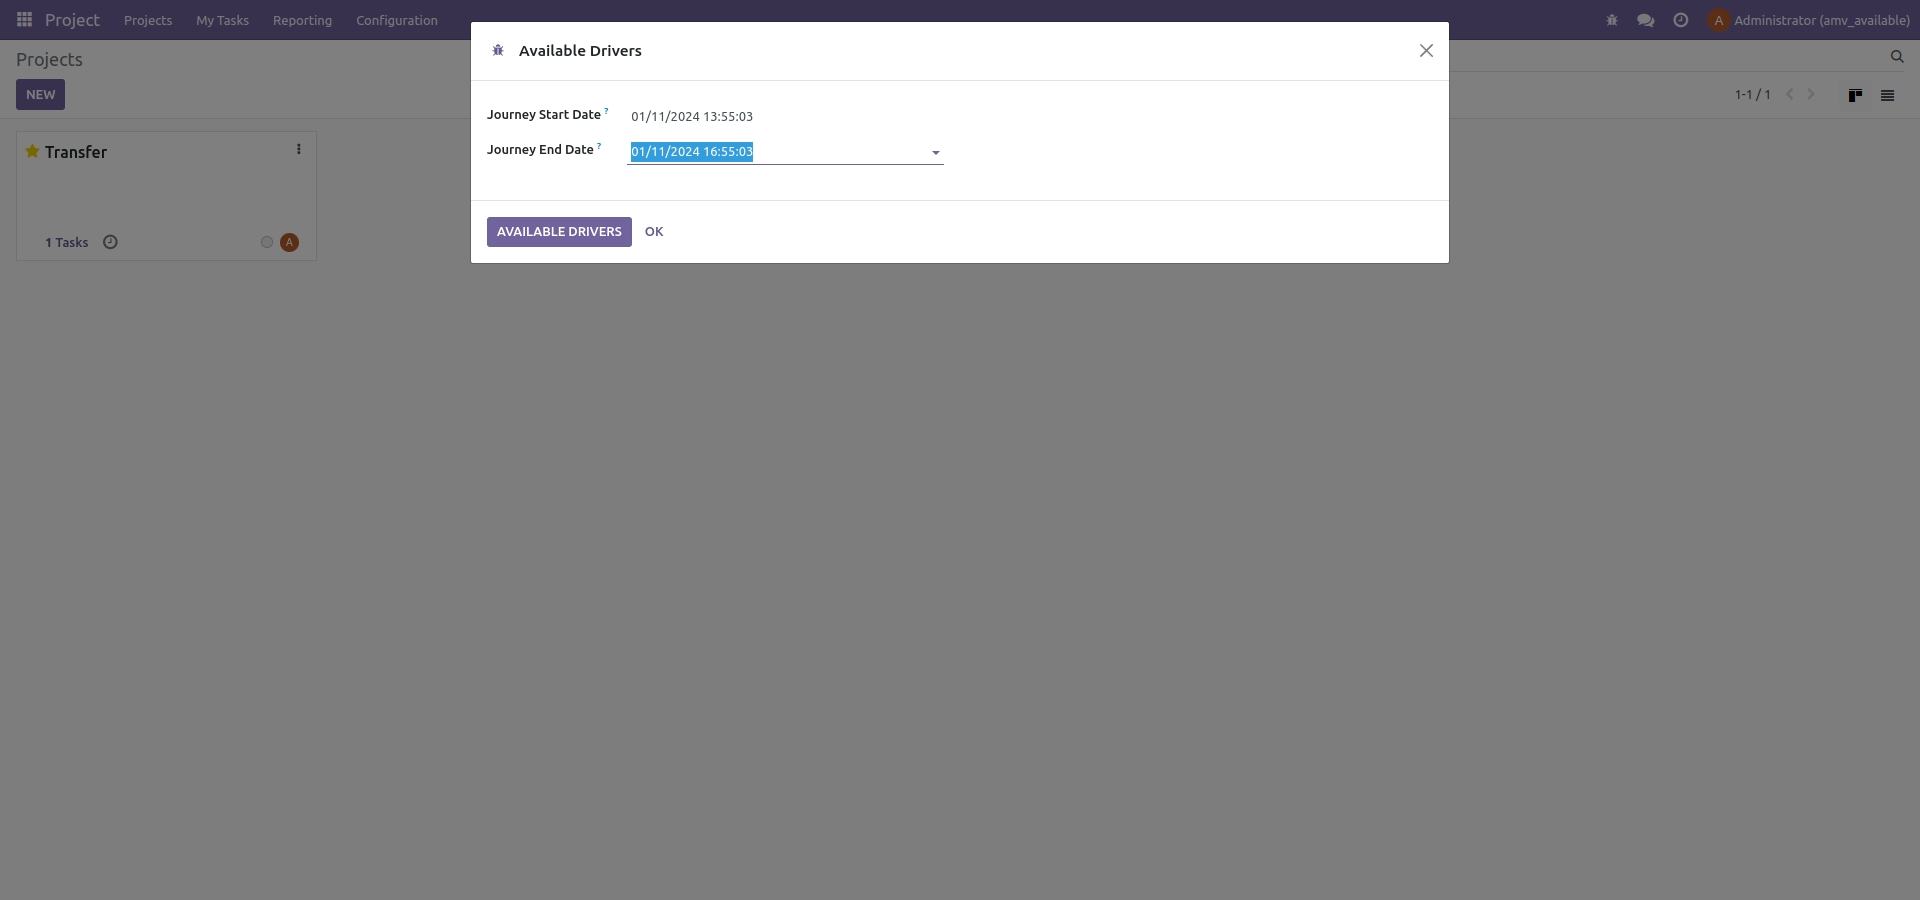 Project Projects My Tasks Reporting Configuration
A Administrator (amv_available)
Projects
NEW
1-1 / 1
Transfer
1 Tasks
A
Available Drivers
Journey Start Date ? 01/11/2024 13:55:03
Journey End Date ? 01/11/2024 16:55:03
AVAILABLE DRIVERS OK